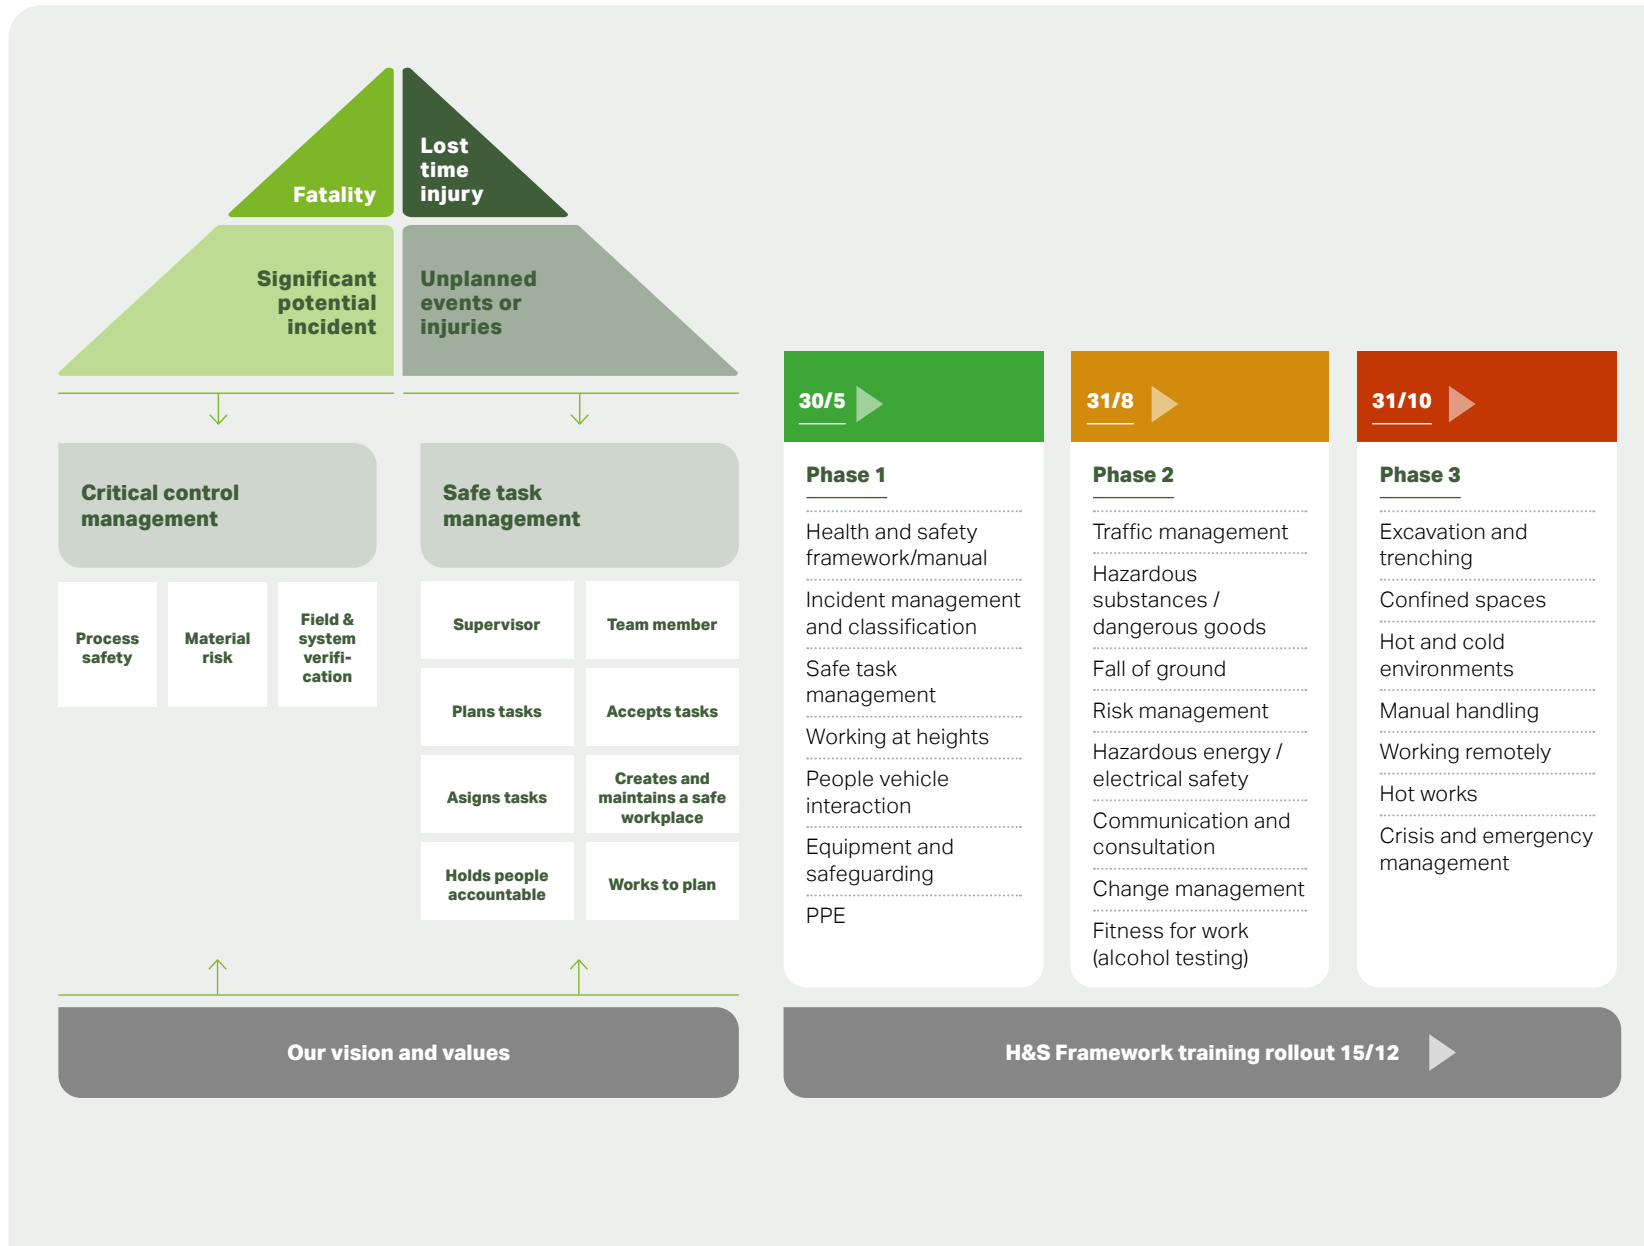 Fatality
Lost
time
injury
Significant
potential
incident
Unplanned
events or
injuries
Critical control
management
Process
safety
Material
risk
Field &
system
verifi-
cation
Safe task
management
Supervisor
Team member
Plans tasks
Accepts tasks
Asigns tasks
Creates and
maintains a safe
workplace
Holds people
accountable
Works to plan
Our vision and values
30/5
Phase 1
Health and safety
framework/manual
Incident management
and classification
Safe task
management
Working at heights
People vehicle
interaction
Equipment and
safeguarding
PPE
31/8
Phase 2
Traffic management
Hazardous
substances /
dangerous goods
Fall of ground
Risk management
Hazardous energy /
electrical safety
Communication and
consultation
Change management
Fitness for work
(alcohol testing)
31/10
Phase 3
Excavation and
trenching
Confined spaces
Hot and cold
environments
Manual handling
Working remotely
Hot works
Crisis and emergency
management
H&S Framework training rollout 15/12